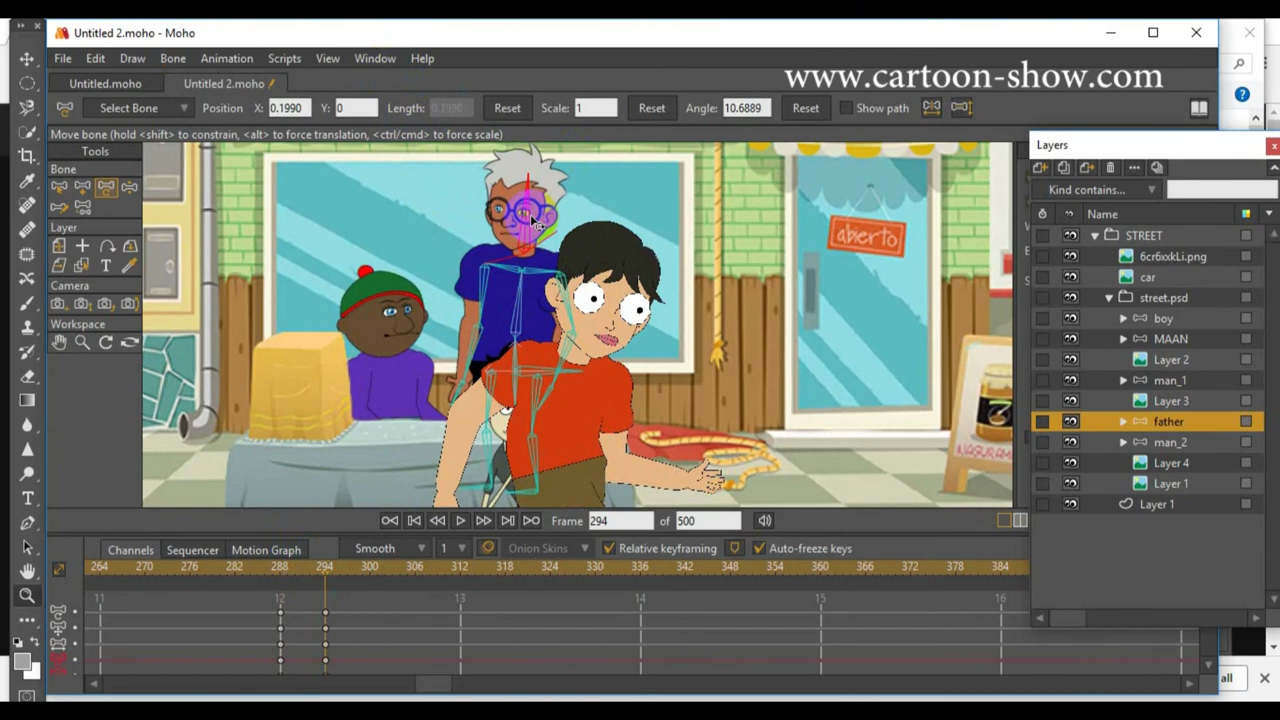 Untitled 2.moho - Moho
File Edit Draw Bone Animation Scripts View Window Help
www.cartoon-show.com
Untitled.moho Untitled 2.moho
Select Bone Position X: 0.1990 Y: 0 Length: 0.1990 Reset Scale: 1 Reset Angle: 10.6889 Reset Show path
Move bone (hold <shift> to constrain, <alt> to force translation, <ctrl/cmd> to force scale)
Tools
Bone
Layer
Camera
Workspace
abierto
Layers
Kind contains...
Name
STREET
6cr6xxkLi.png
car
street.psd
boy
MAAN
Layer 2
man_1
Layer 3
father
man_2
Layer 4
Layer 1
Layer 1
Frame 294 of 500
Channels Sequencer Motion Graph Smooth 1 Onion Skins Relative keyframing Auto-freeze keys
264 270 276 282 288 294 300 306 312 318 324 330 336 342 348 354 360 366 372 378 384
11 12 13 14 15 16
all